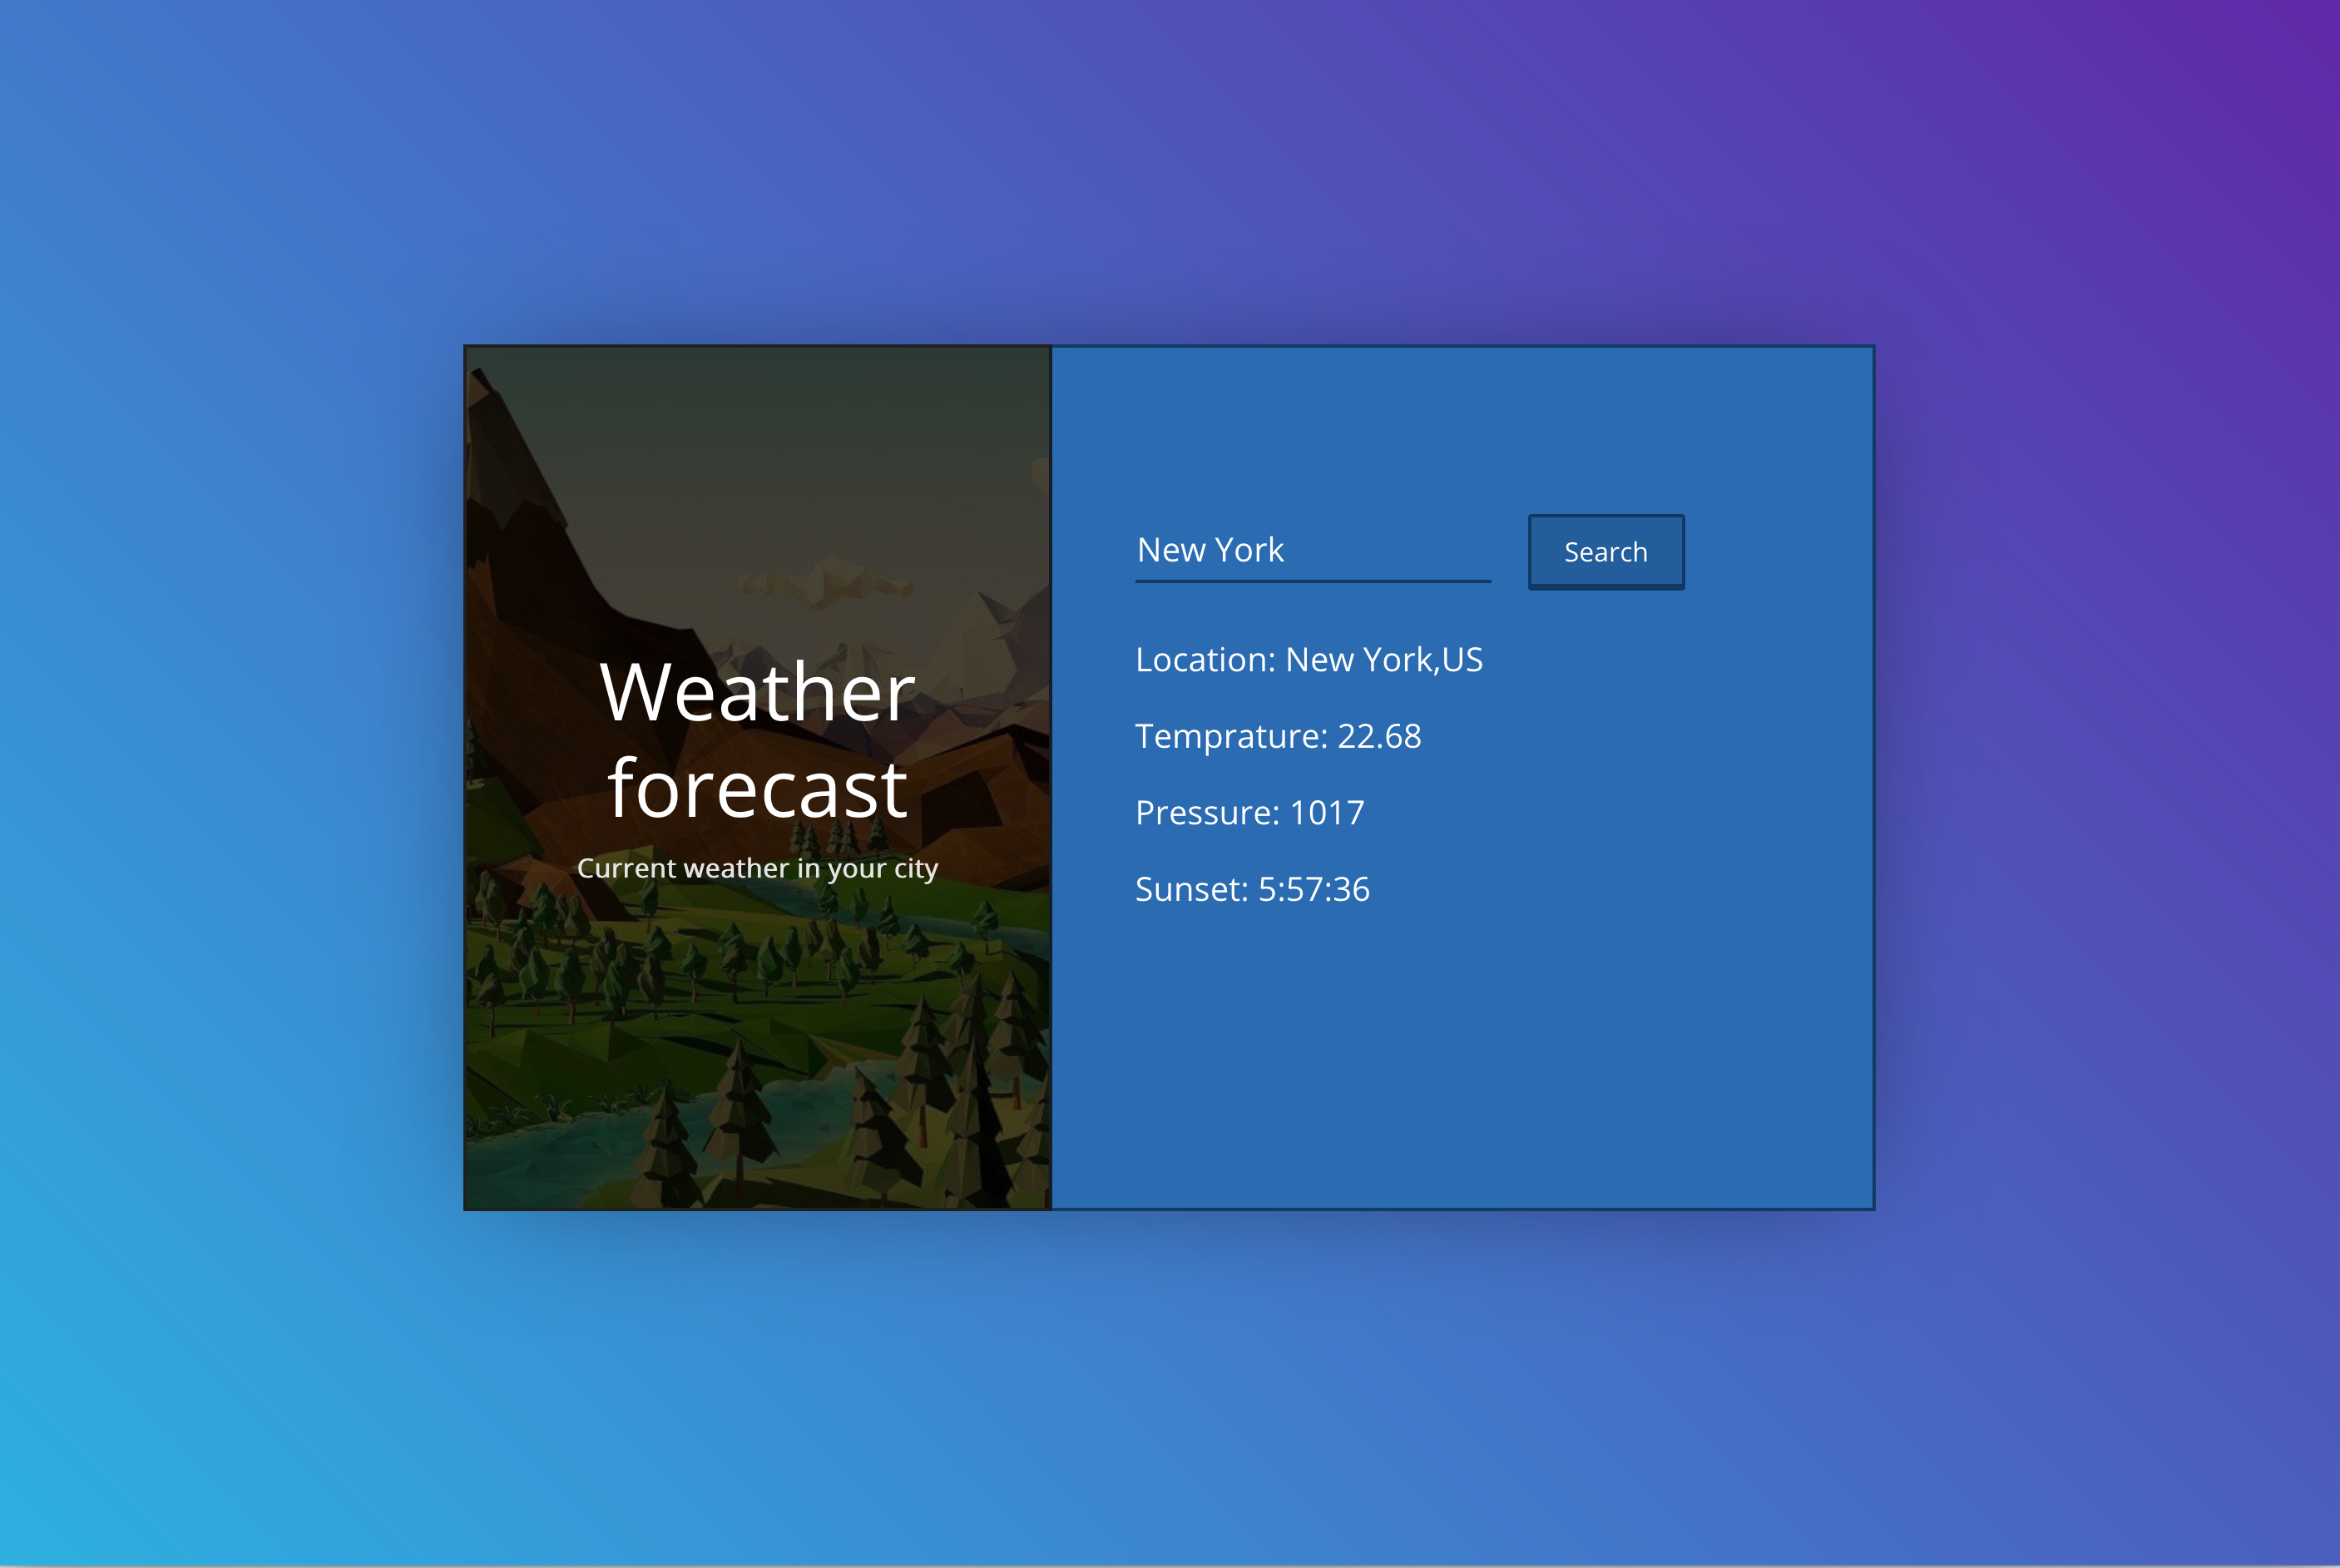 Weather
forecast
Current weather in your city
New York
Search
Location: New York,US
Temprature: 22.68
Pressure: 1017
Sunset: 5:57:36